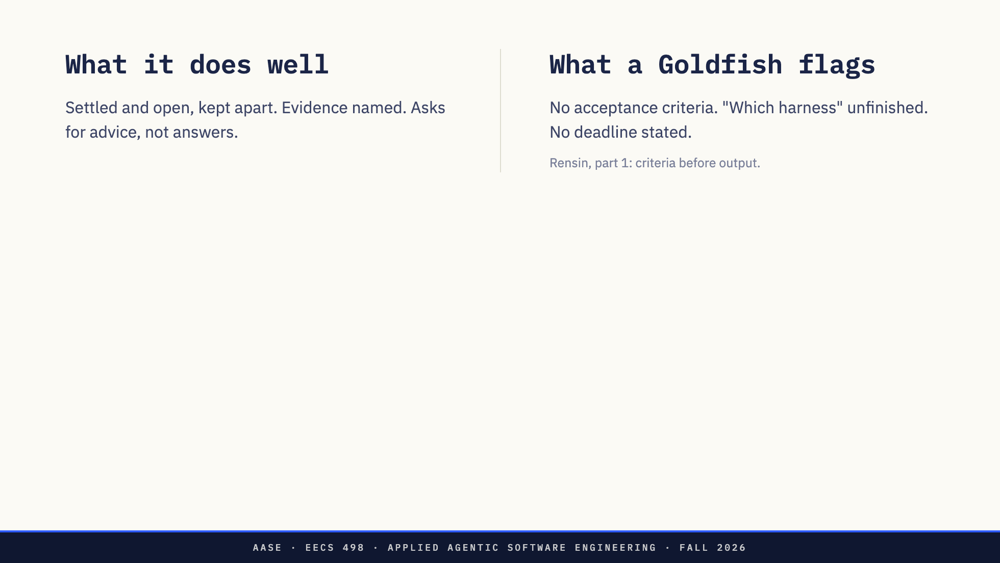 What it does well
Settled and open, kept apart. Evidence named. Asks
for advice, not answers.
What a Goldfish flags
No acceptance criteria. "Which harness" unfinished.
No deadline stated.
Rensin, part 1: criteria before output.
AASE · EECS 498 · APPLIED AGENTIC SOFTWARE ENGINEERING · FALL 2026